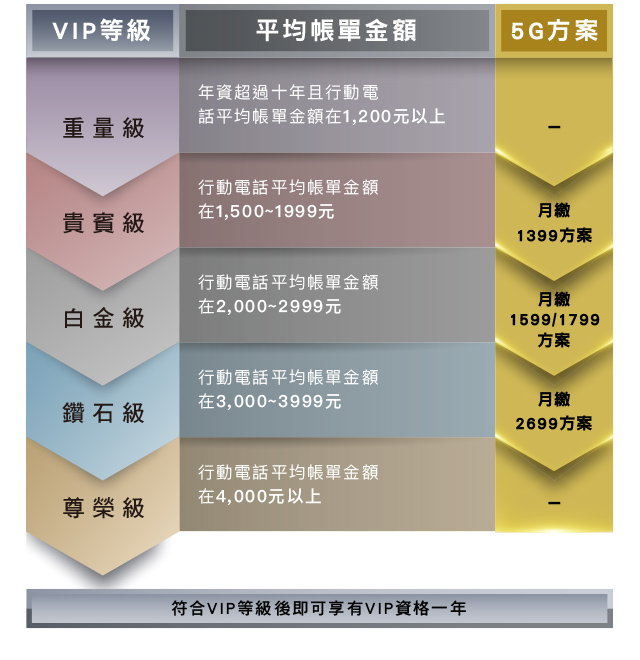 VIP等級
平均帳單金額
5G方案
重量級
年資超過十年且行動電
話平均帳單金額在1,200元以上
–
貴賓級
行動電話平均帳單金額
在1,500~1999元
月繳
1399方案
白金級
行動電話平均帳單金額
在2,000~2999元
月繳
1599/1799
方案
鑽石級
行動電話平均帳單金額
在3,000~3999元
月繳
2699方案
尊榮級
行動電話平均帳單金額
在4,000元以上
–
符合VIP等級後即可享有VIP資格一年